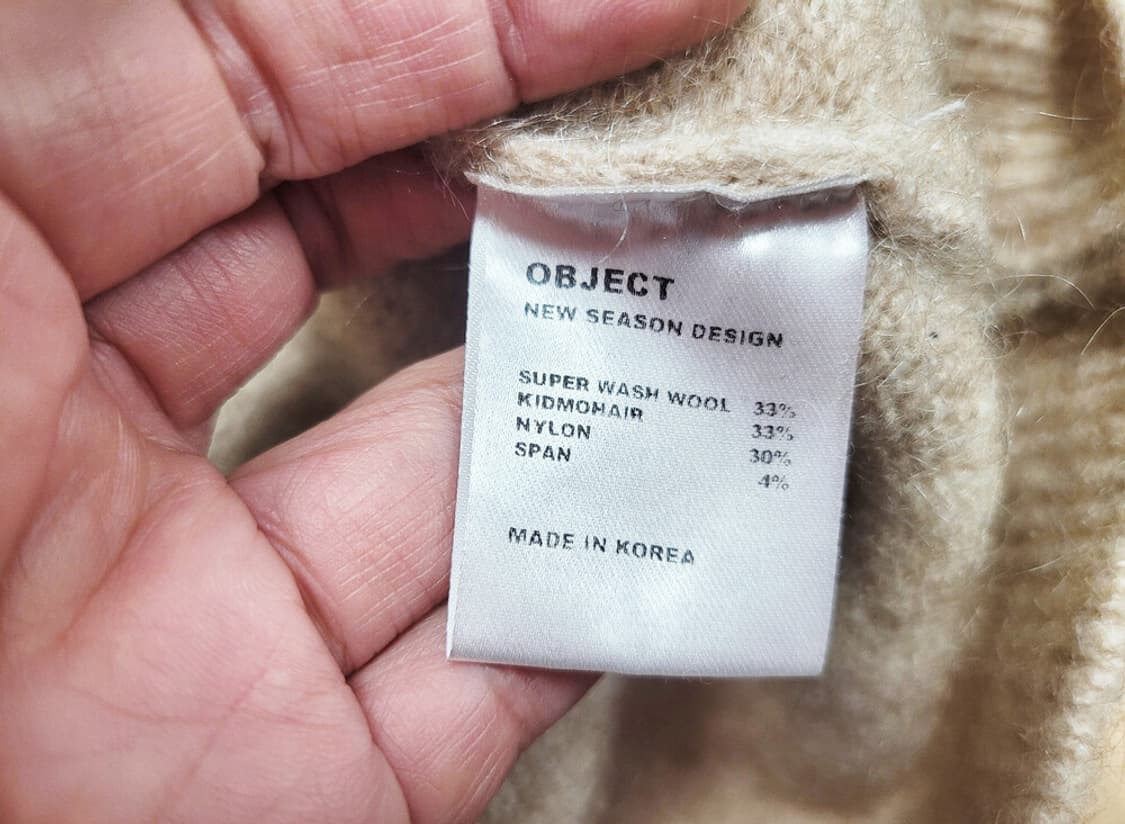 OBJECT
NEW SEASON DESIGN
SUPER WASH WOOL 33%
KIDMOHAIR 33%
NYLON 30%
SPAN 4%
MADE IN KOREA